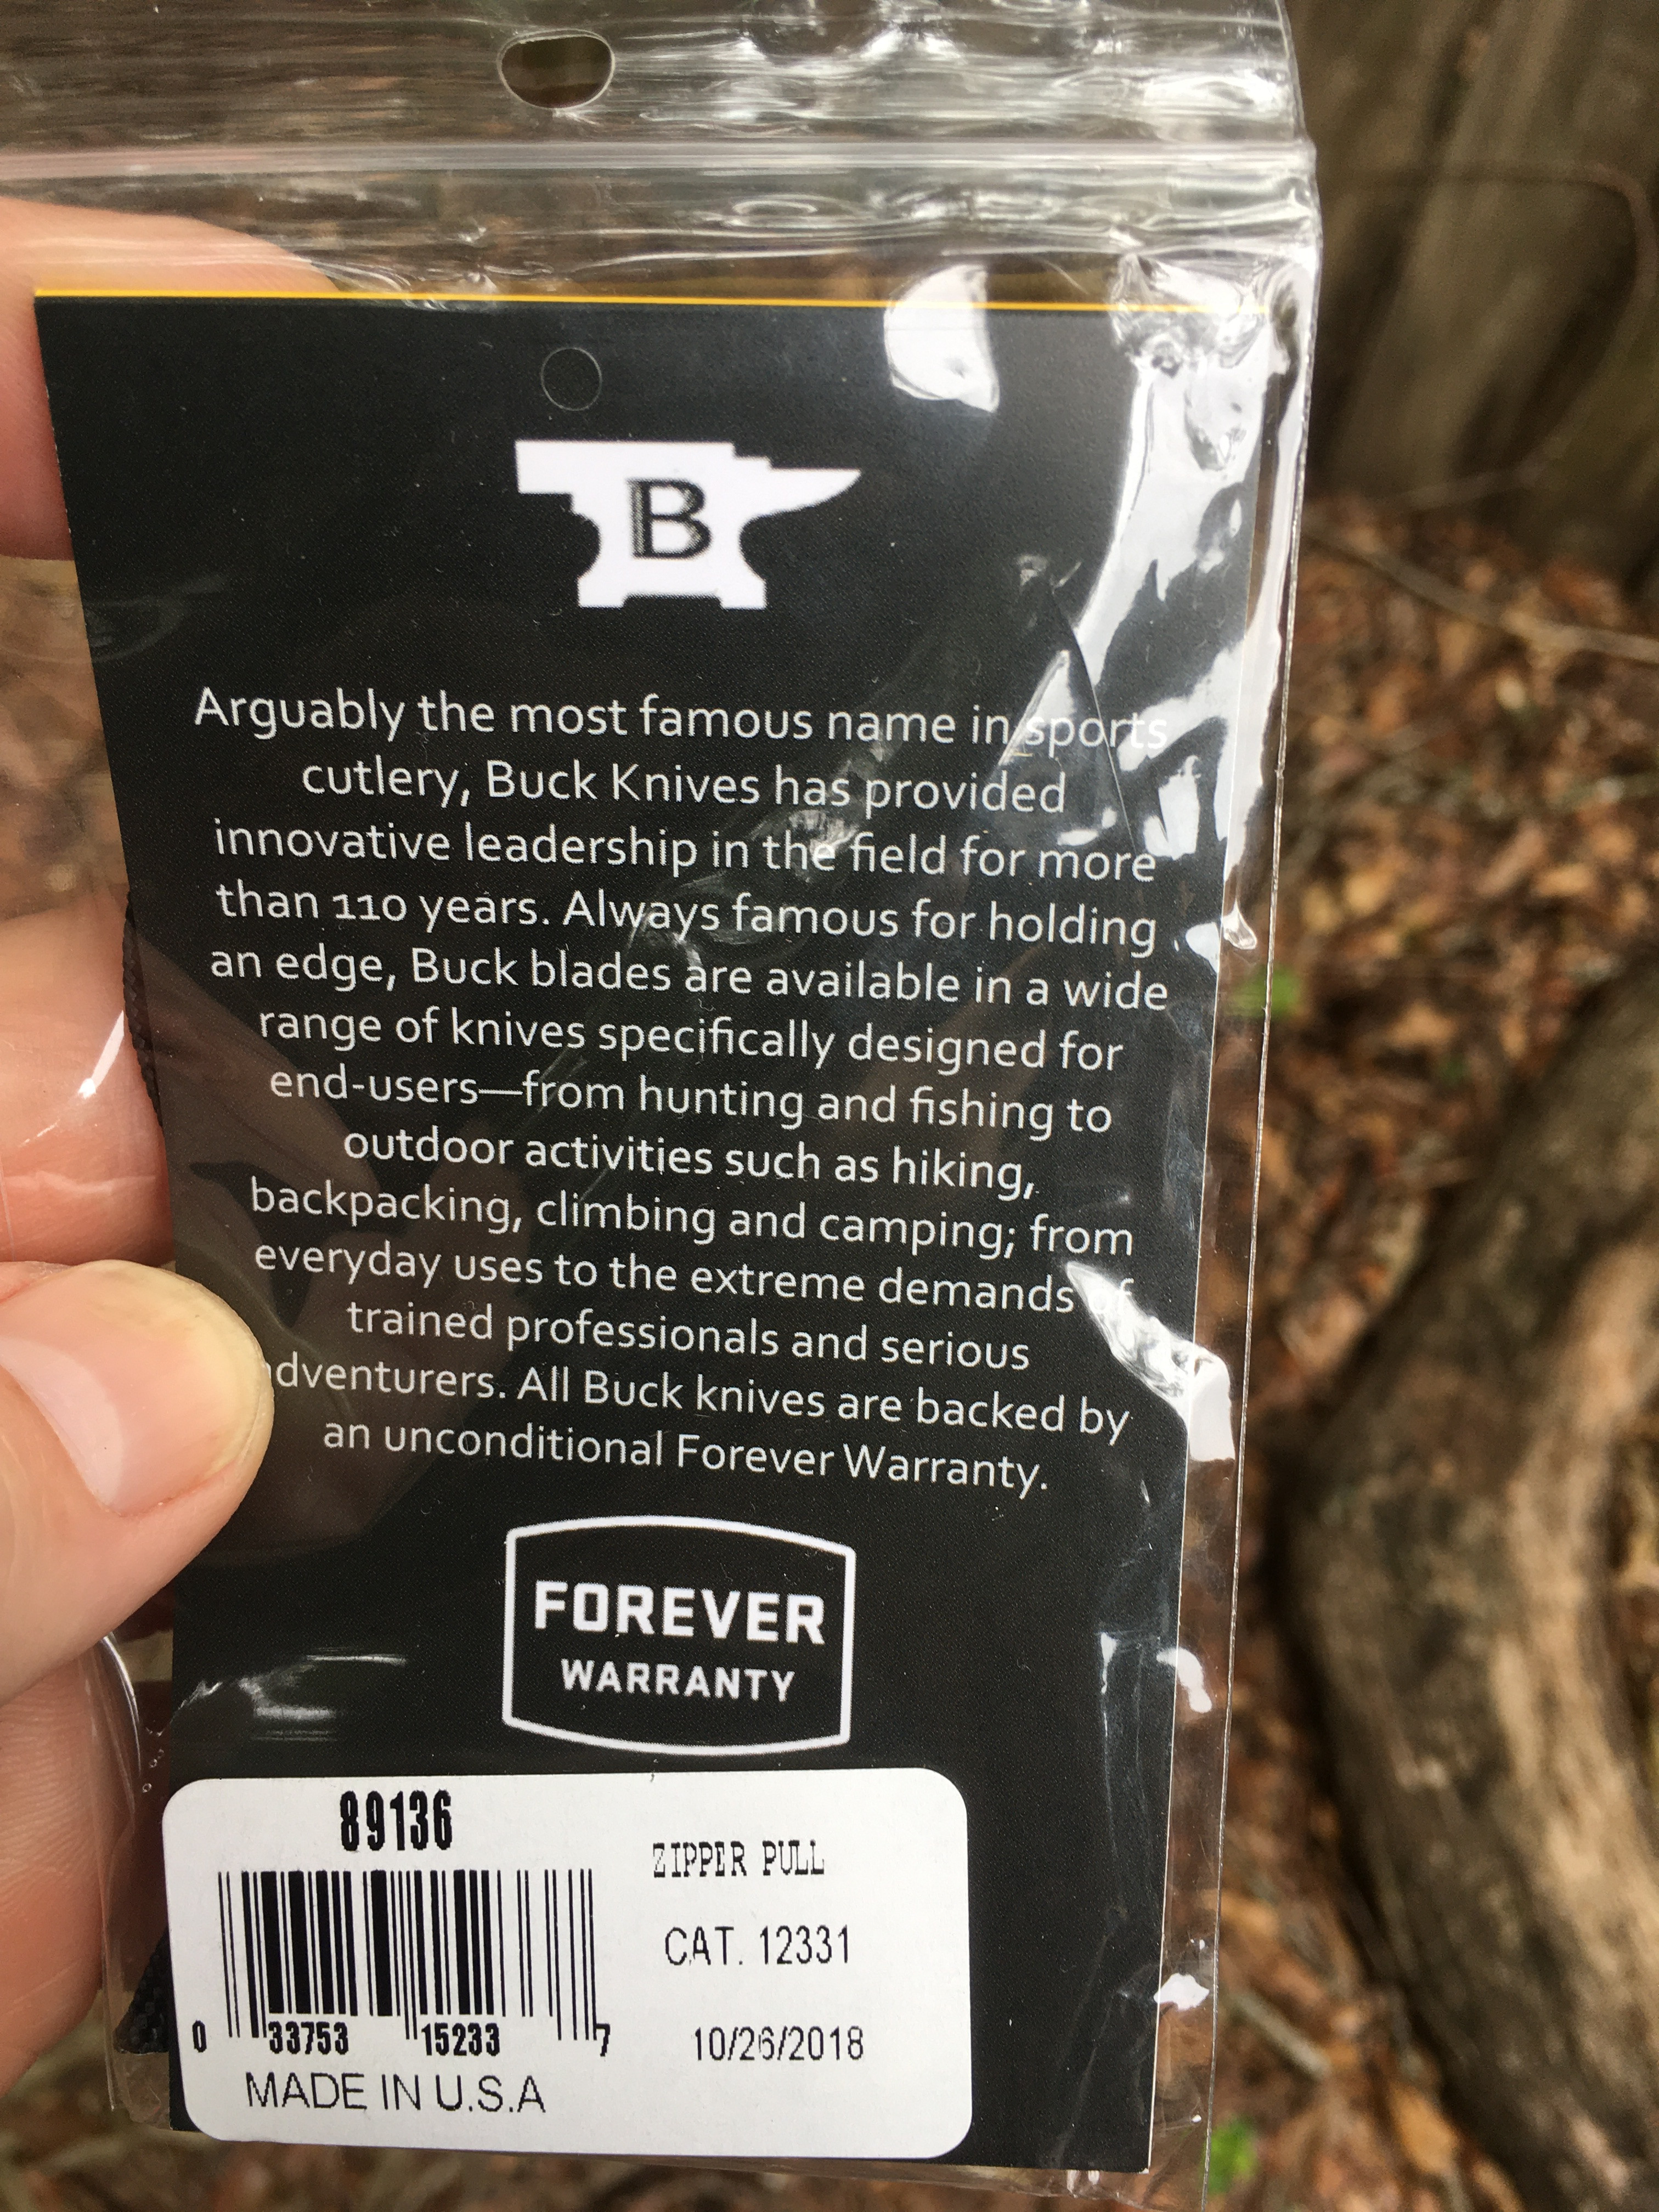 B
Arguably the most famous name in sports
cutlery, Buck Knives has provided
innovative leadership in the field for more
than 110 years. Always famous for holding
an edge, Buck blades are available in a wide
range of knives specifically designed for
end-users—from hunting and fishing to
outdoor activities such as hiking,
backpacking, climbing and camping; from
everyday uses to the extreme demands of
trained professionals and serious
dventurers. All Buck knives are backed by
an unconditional Forever Warranty.
FOREVER
WARRANTY
89136
ZIPPER PULL
CAT. 12331
0 33753 15233 7
10/26/2018
MADE IN U.S.A